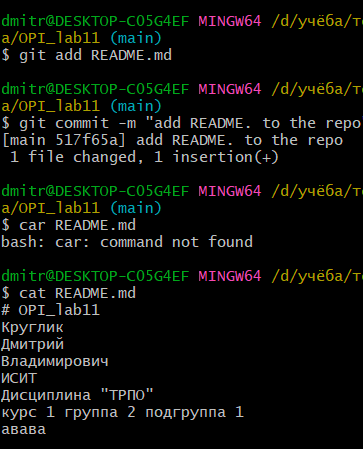 dmitr@DESKTOP-C05G4EF MINGW64 /d/учёба/т
а/OPI_lab11 (main)
$ git add README.md
dmitr@DESKTOP-C05G4EF MINGW64 /d/учёба/т
а/OPI_lab11 (main)
$ git commit -m "add README. to the repo
[main 517f65a] add README. to the repo
1 file changed, 1 insertion(+)
dmitr@DESKTOP-C05G4EF MINGW64 /d/учёба/т
а/OPI_lab11 (main)
$ car README.md
bash: car: command not found
dmitr@DESKTOP-C05G4EF MINGW64 /d/учёба/т
$ cat README.md
# OPI_lab11
Круглик
Дмитрий
Владимирович
ИСИТ
Дисциплина "ТРПО"
курс 1 группа 2 подгруппа 1
авава